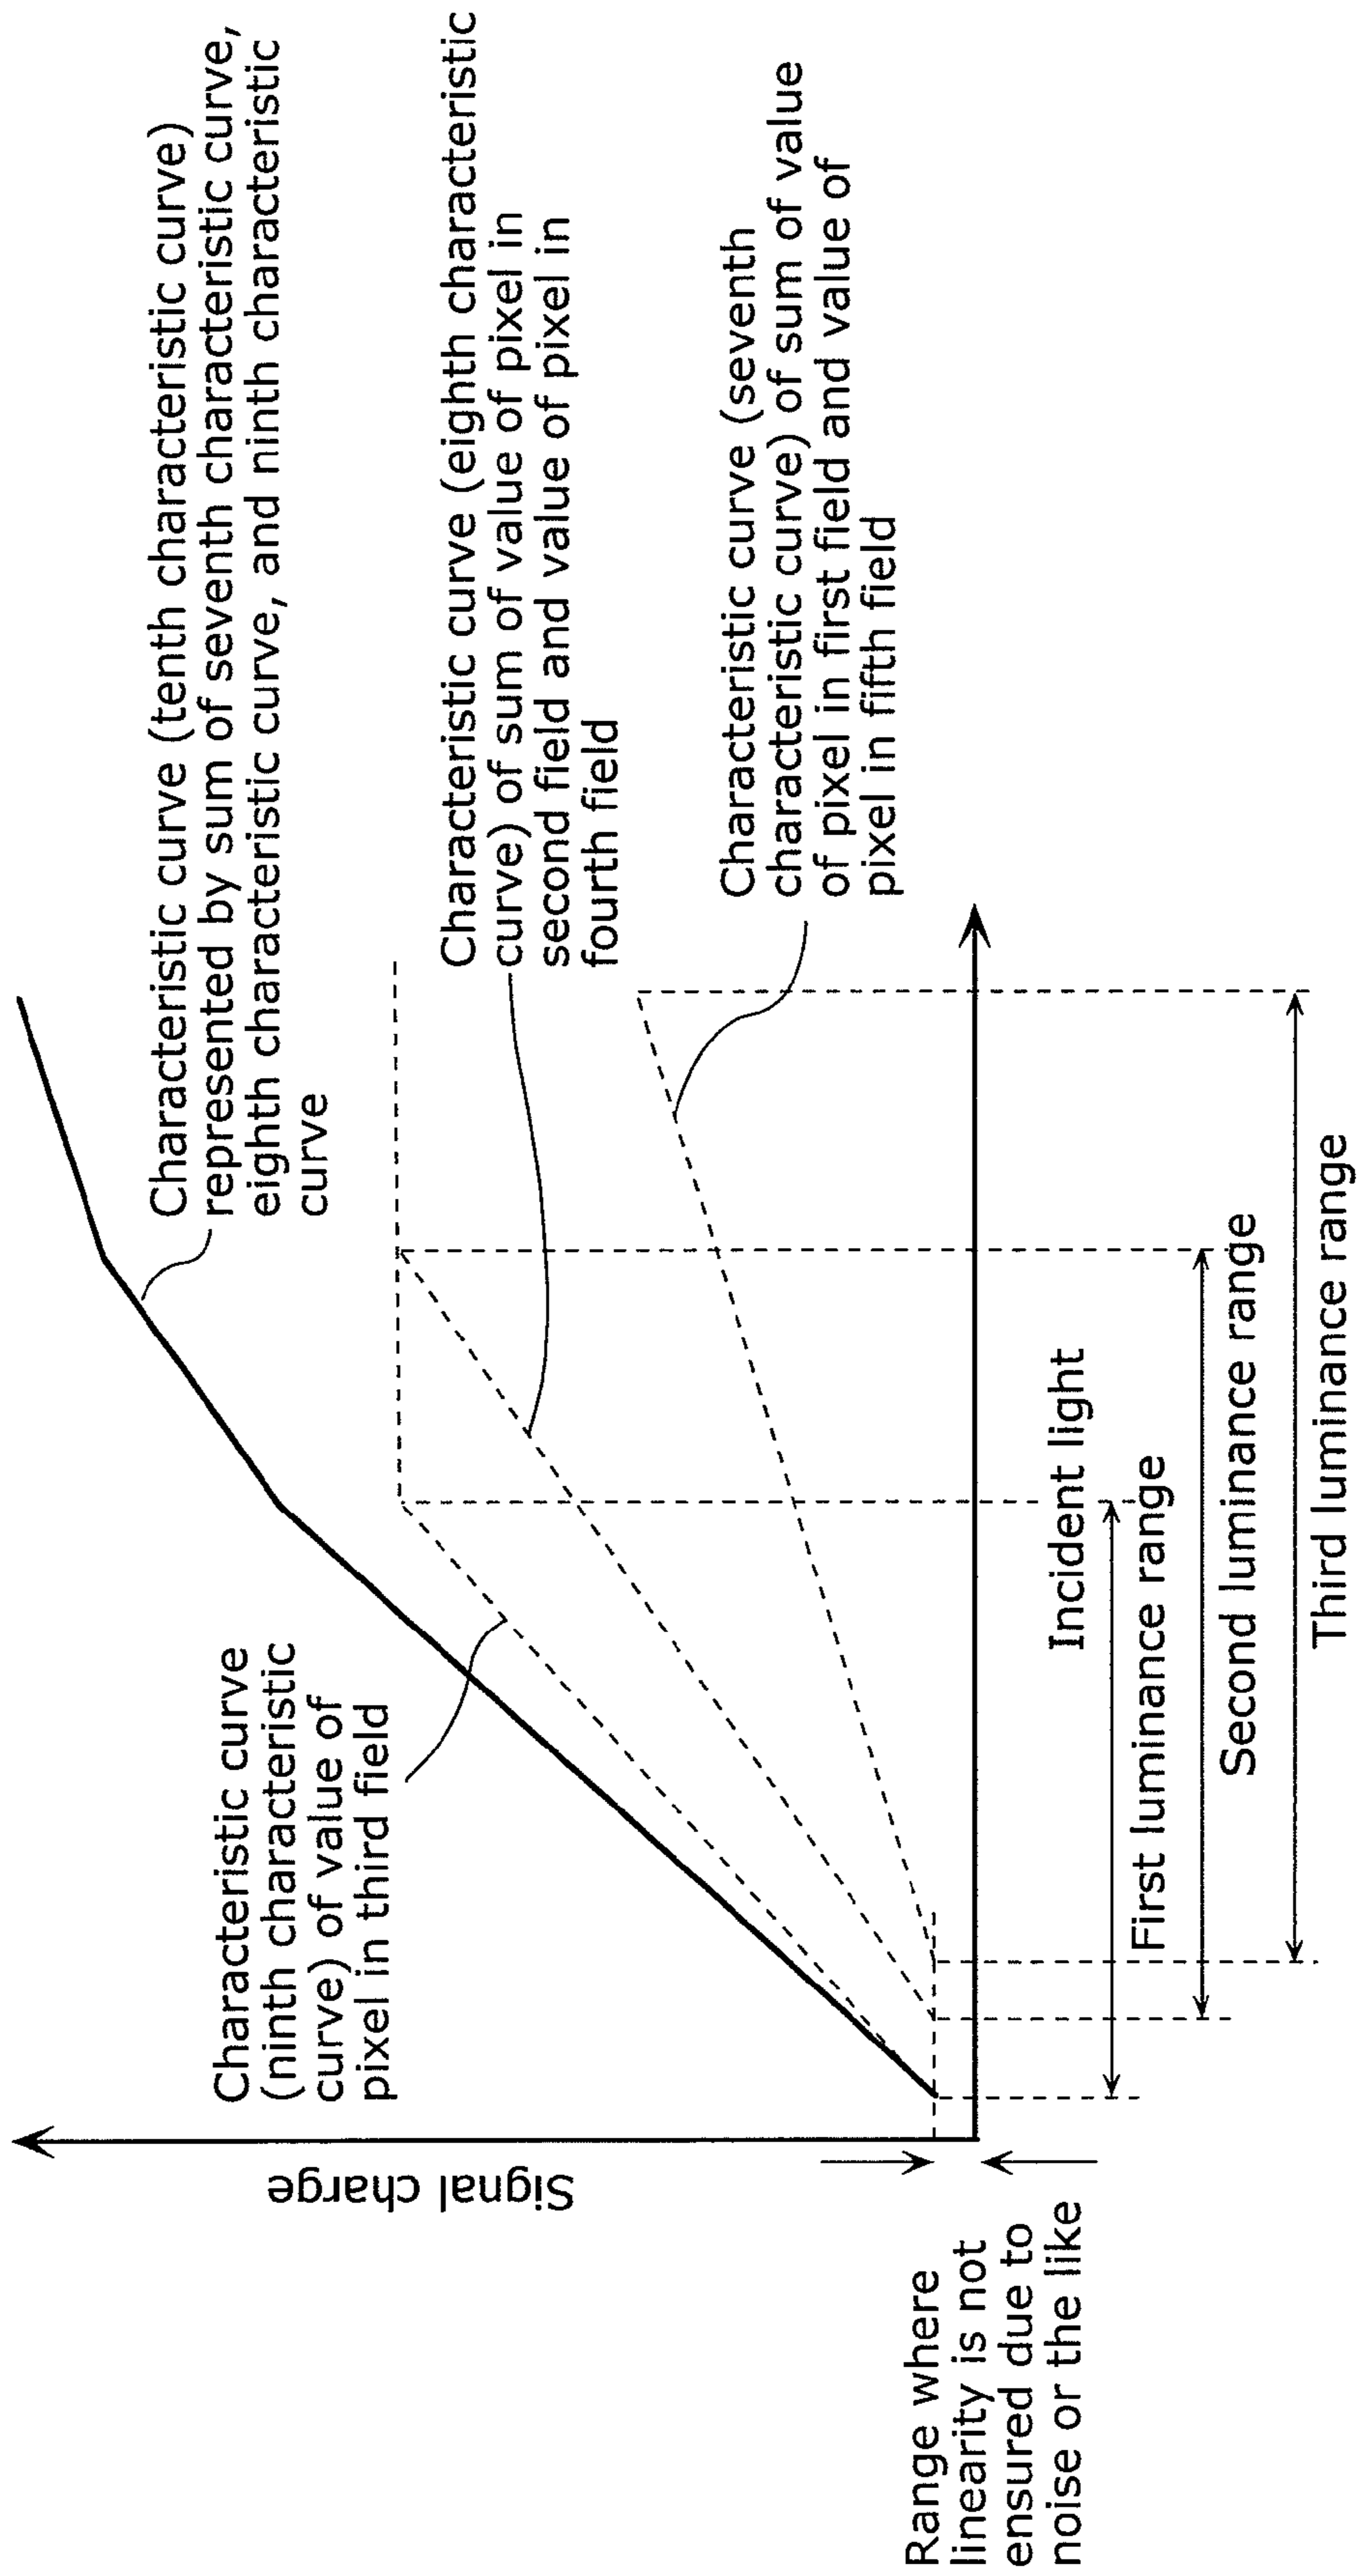 Characteristic curve (tenth characteristic curve)
represented by sum of seventh characteristic curve,
eighth characteristic curve, and ninth characteristic
curve
Characteristic curve
(ninth characteristic
curve) of value of
pixel in third field
Characteristic curve (eighth characteristic
curve) of sum of value of pixel in
second field and value of pixel in
fourth field
Characteristic curve (seventh
characteristic curve) of sum of value
of pixel in first field and value of
pixel in fifth field
Signal charge
Range where
linearity is not
ensured due to
noise or the like
Incident light
First luminance range
Second luminance range
Third luminance range